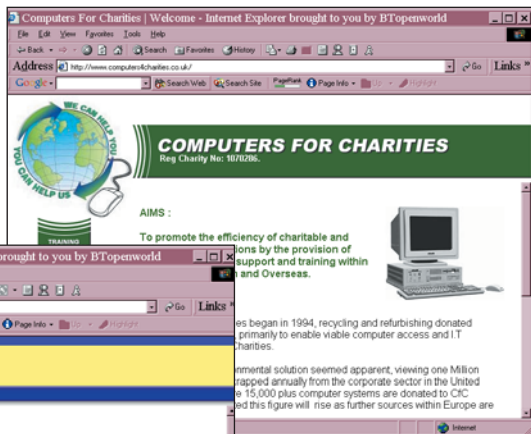 Computers For Charities | Welcome - Internet Explorer brought to you by BTopenworld
File Edit View Favorites Tools Help
Back Search Favorites History
Address http://www.computers4charities.co.uk/ Go Links »
Google Search Web Search Site PageRank Page Info Up Highlight
WE CAN HELP YOU
YOU CAN HELP US
COMPUTERS FOR CHARITIES
Reg Charity No: 1070286.
TRAINING
AIMS :
To promote the efficiency of charitable and
ions by the provision of
support and training within
and Overseas.
es began in 1994, recycling and refurbishing donated
primarily to enable viable computer access and I.T
Charities.
onmental solution seemed apparent, viewing one Million
rapped annually from the corporate sector in the United
e 15,000 plus computer systems are donated to CfC
ed this figure will rise as further sources within Europe are
Internet
brought to you by BTopenworld
Go Links »
Page Info Up Highlight